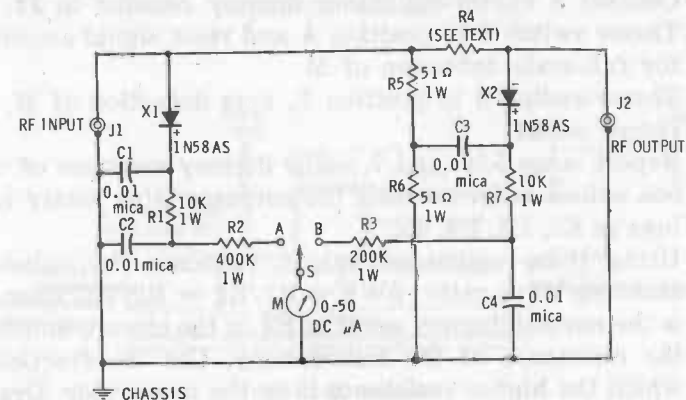 R4
(SEE TEXT)
R5
51Ω
1W
X1
X2
J2
RF INPUT
J1
1N58AS
C3
1N58AS
RF OUTPUT
C1
0.01
mica
0.01
mica
10K
1W
R1
R6
51Ω
1W
10K
1W
R7
C2
0.01mica
R2
400K
1W
A
B
R3
200K
1W
S
M
0-50
DC µA
C4
0.01
mica
CHASSIS